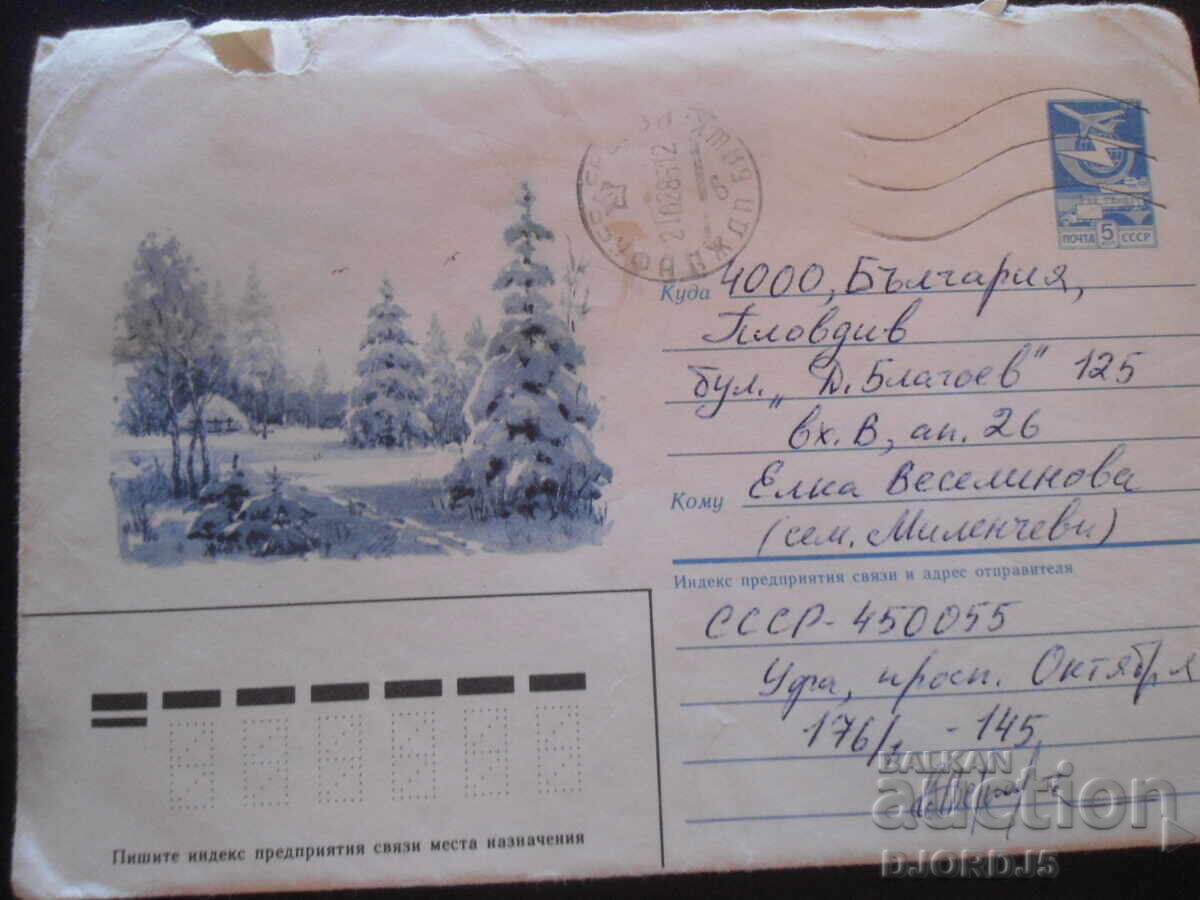 ПОЧТА 5 СССР
Куда 4000, България,
Пловдив
бул. „Д. Благоев" 125
вх. В, ап. 26
Кому Елка Веселинова
(сем. Миленчеви)
Индекс предприятия связи и адрес отправителя
СССР - 450055
Уфа, просп. Октября
176/1 - 145
Пишите индекс предприятия связи места назначения
BALKAN
auction
DJORDJ5